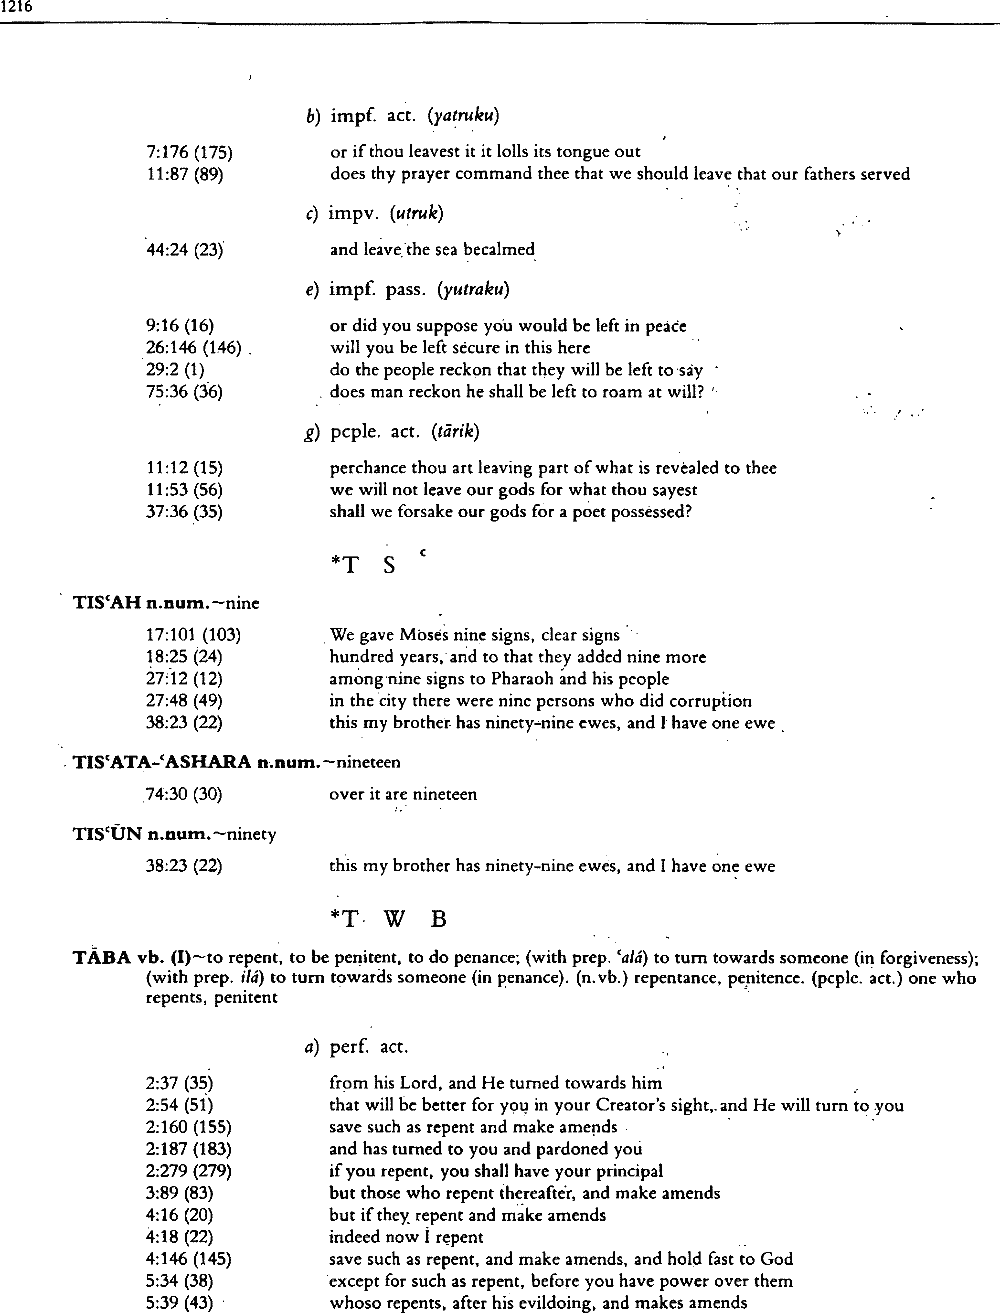 1216
b) impf. act. (yatruku)
7:176 (175) or if thou leavest it it lolls its tongue out
11:87 (89) does thy prayer command thee that we should leave that our fathers served
c) impv. (utruk)
44:24 (23) and leave the sea becalmed
e) impf. pass. (yutraku)
9:16 (16) or did you suppose you would be left in peace
26:146 (146) will you be left secure in this here
29:2 (1) do the people reckon that they will be left to say
75:36 (36) does man reckon he shall be left to roam at will?
g) pcple. act. (tārik)
11:12 (15) perchance thou art leaving part of what is revealed to thee
11:53 (56) we will not leave our gods for what thou sayest
37:36 (35) shall we forsake our gods for a poet possessed?
*T S ʿ
TISʿAH n.num.~nine
17:101 (103) We gave Moses nine signs, clear signs
18:25 (24) hundred years, and to that they added nine more
27:12 (12) among nine signs to Pharaoh and his people
27:48 (49) in the city there were nine persons who did corruption
38:23 (22) this my brother has ninety-nine ewes, and I have one ewe
TISʿATA-ʿASHARA n.num.~nineteen
74:30 (30) over it are nineteen
TISʿŪN n.num.~ninety
38:23 (22) this my brother has ninety-nine ewes, and I have one ewe
*T W B
TĀBA vb. (I)~to repent, to be penitent, to do penance; (with prep. ʿalá) to turn towards someone (in forgiveness);
(with prep. ilá) to turn towards someone (in penance). (n.vb.) repentance, penitence. (pcple. act.) one who
repents, penitent
a) perf. act.
2:37 (35) from his Lord, and He turned towards him
2:54 (51) that will be better for you in your Creator's sight, and He will turn to you
2:160 (155) save such as repent and make amends
2:187 (183) and has turned to you and pardoned you
2:279 (279) if you repent, you shall have your principal
3:89 (83) but those who repent thereafter, and make amends
4:16 (20) but if they repent and make amends
4:18 (22) indeed now I repent
4:146 (145) save such as repent, and make amends, and hold fast to God
5:34 (38) except for such as repent, before you have power over them
5:39 (43) whoso repents, after his evildoing, and makes amends